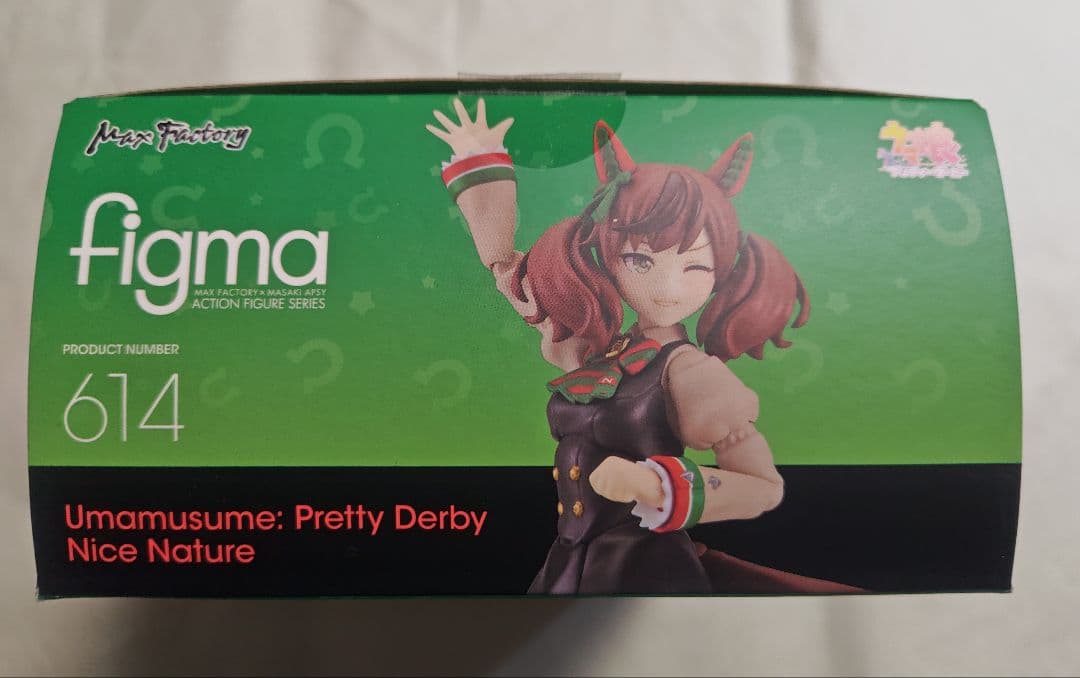 Max Factory
figma
MAX FACTORY×MASAKI APSY
ACTION FIGURE SERIES
PRODUCT NUMBER
614
N
Umamusume: Pretty Derby
Nice Nature